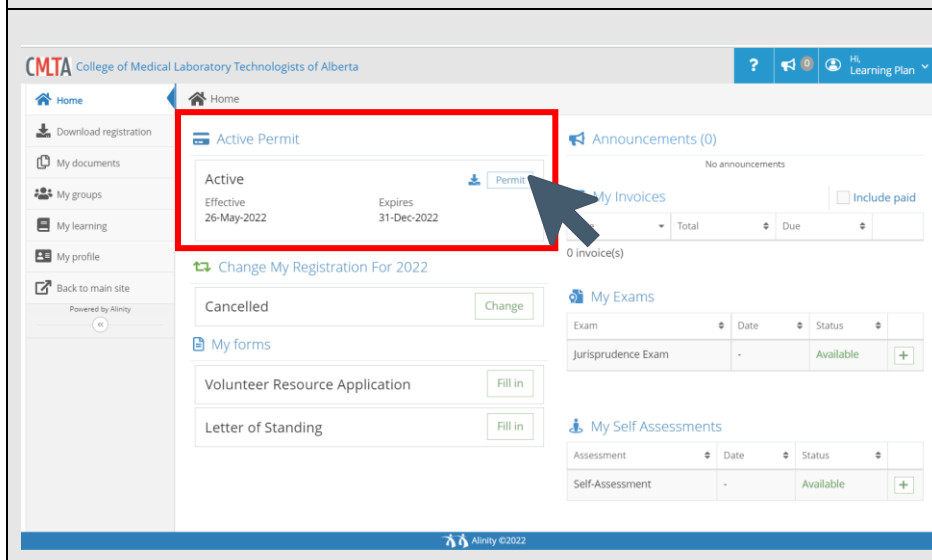 CMLTA College of Medical Laboratory Technologists of Alberta
? 0 Hi,
Learning Plan
Home
Download registration
My documents
My groups
My learning
My profile
Back to main site
Powered by Alinity
Home
Active Permit
Active
Permit
Effective Expires
26-May-2022 31-Dec-2022
Change My Registration For 2022
Cancelled Change
My forms
Volunteer Resource Application Fill in
Letter of Standing Fill in
Announcements (0)
No announcements
My Invoices Include paid
Total Due
0 invoice(s)
My Exams
Exam Date Status
Jurisprudence Exam - Available +
My Self Assessments
Assessment Date Status
Self-Assessment - Available +
Alinity ©2022